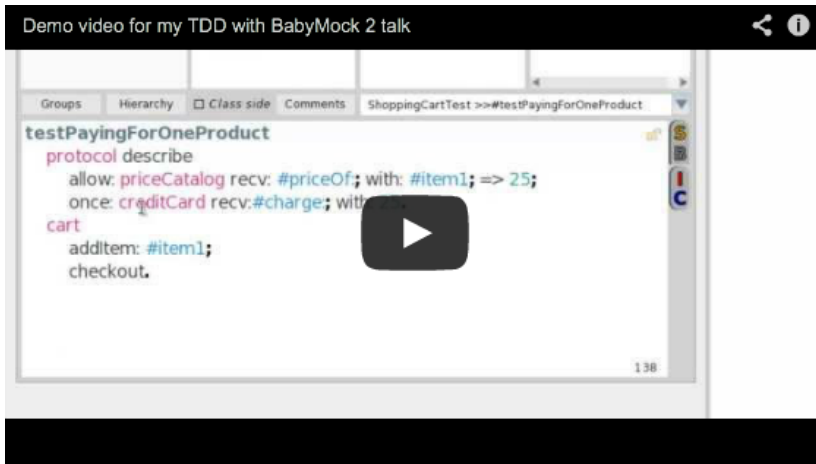 Demo video for my TDD with BabyMock 2 talk
Groups Hierarchy Class side Comments ShoppingCartTest >>#testPayingForOneProduct
testPayingForOneProduct
protocol describe
allow: priceCatalog recv: #priceOf:; with: #item1; => 25;
once: creditCard recv:#charge:; with: 25.
cart
addItem: #item1;
checkout.
138
S
B
I
C